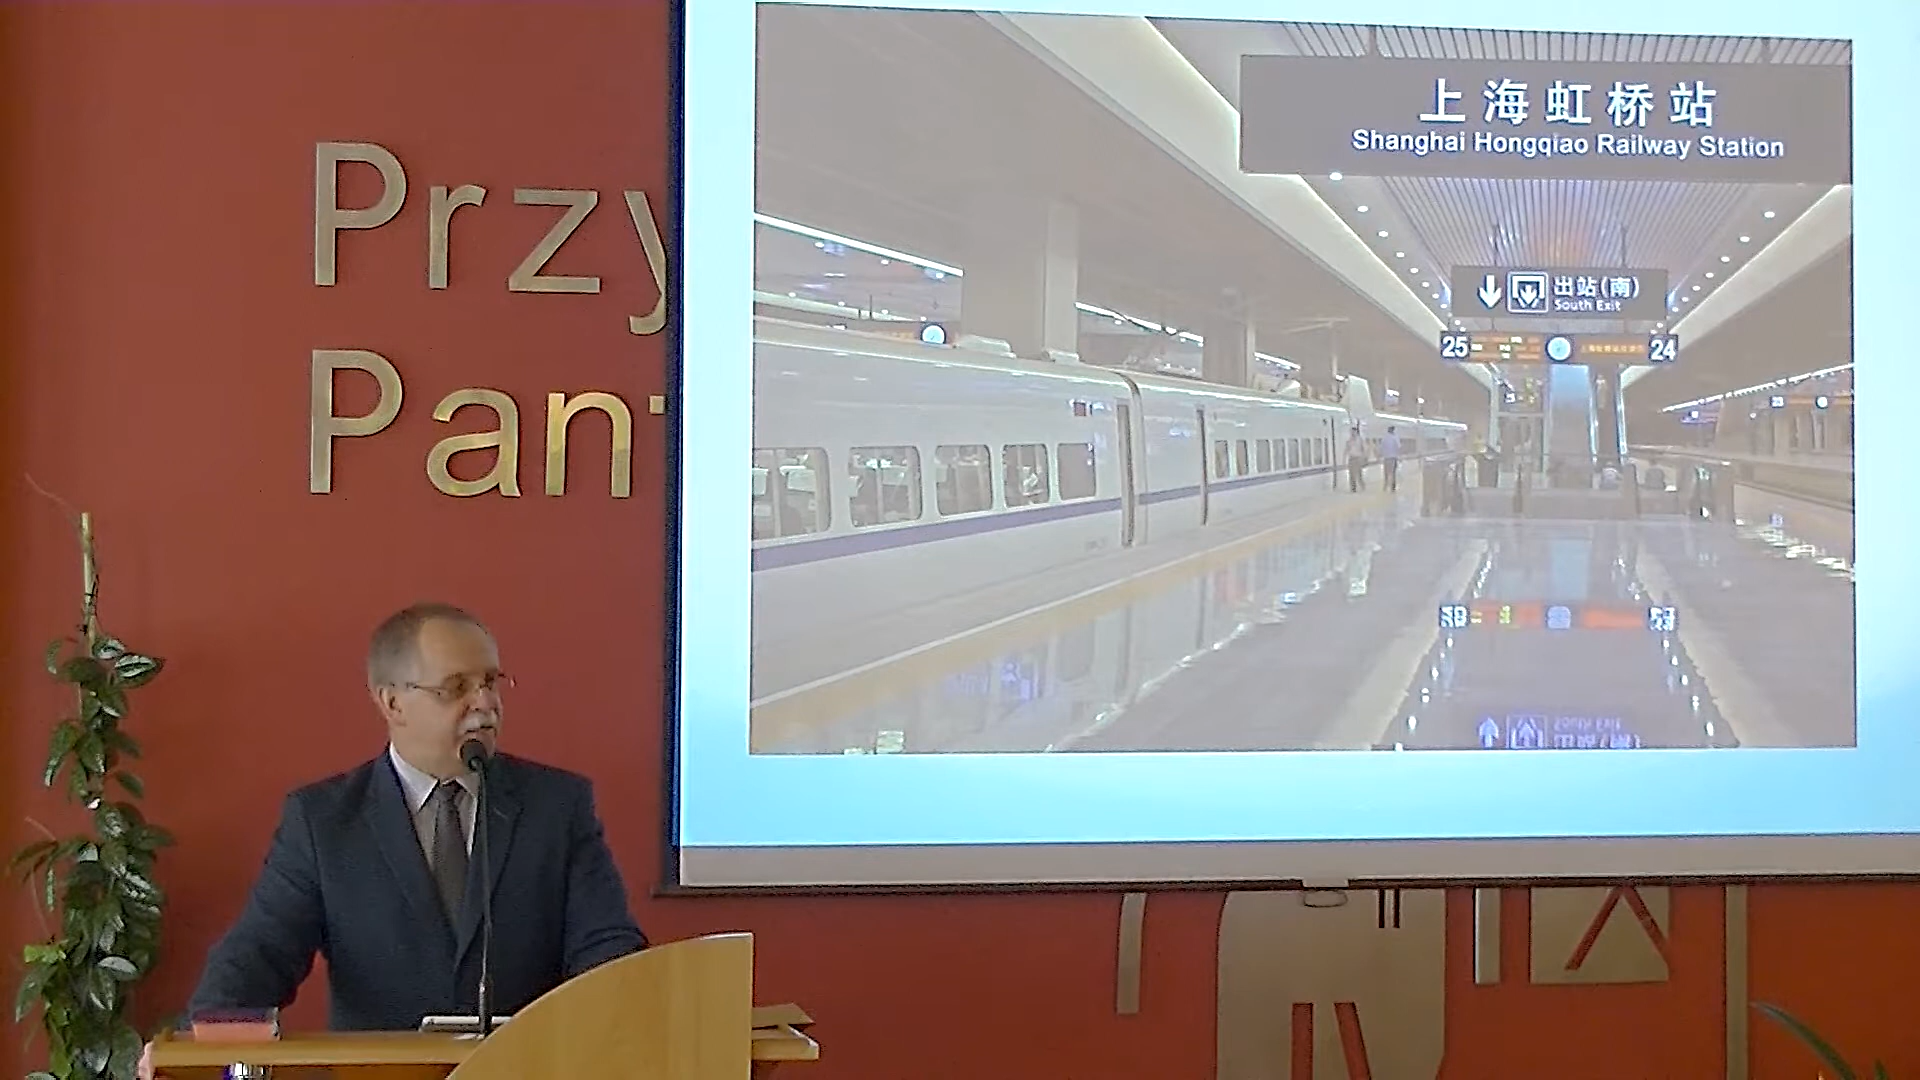 Przy
Pan
上海虹桥站
Shanghai Hongqiao Railway Station
出站(南)
South Exit
25
24